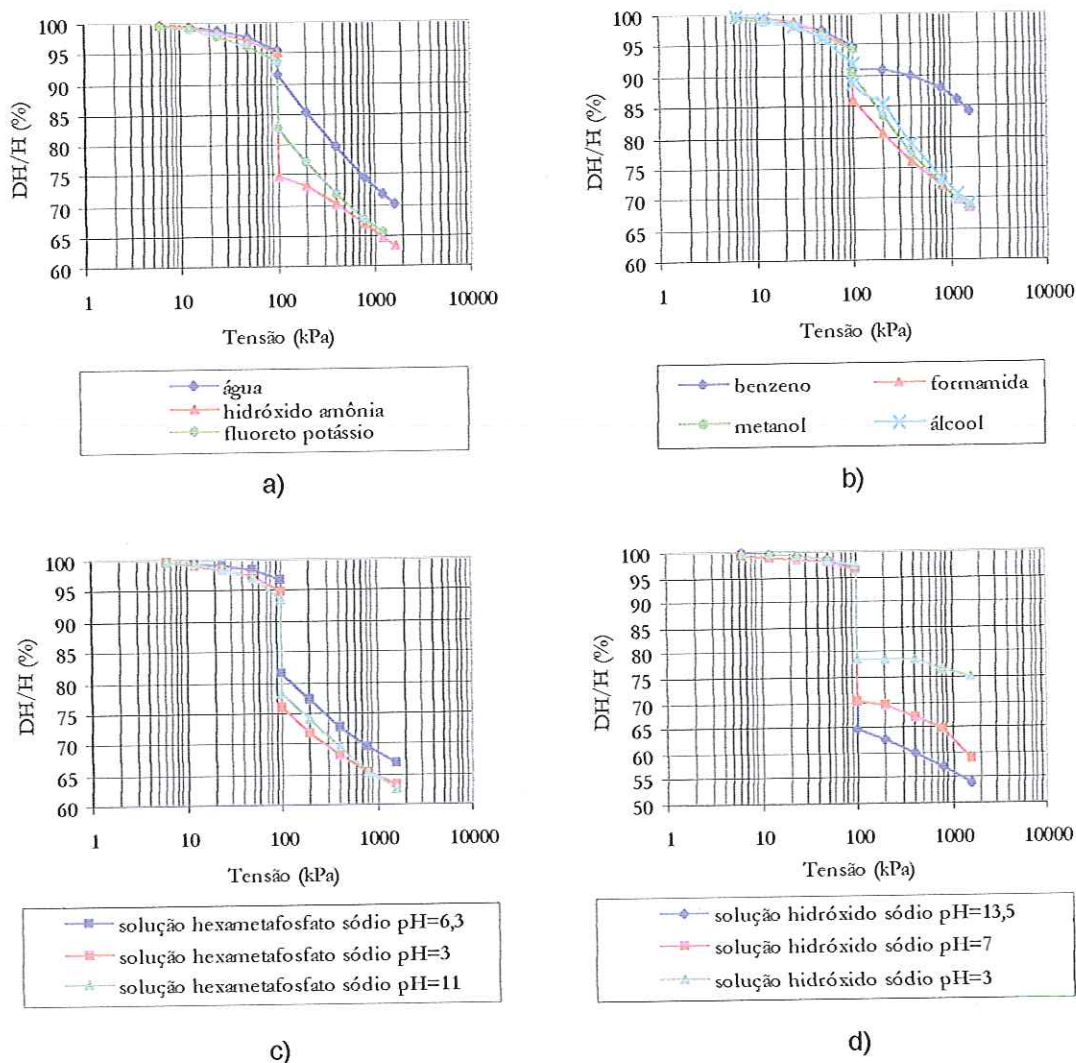 100
95
90
85
80
75
70
65
60
DH/H (%)
1 10 100 1000 10000
Tensão (kPa)
água
hidróxido amônia
fluoreto potássio
a)
100
95
90
85
80
75
70
65
60
DH/H (%)
1 10 100 1000 10000
Tensão (kPa)
benzeno formamida
metanol álcool
b)
100
95
90
85
80
75
70
65
60
DH/H (%)
1 10 100 1000 10000
Tensão (kPa)
solução hexametafosfato sódio pH=6,3
solução hexametafosfato sódio pH=3
solução hexametafosfato sódio pH=11
c)
100
95
90
85
80
75
70
65
60
55
50
DH/H (%)
1 10 100 1000 10000
Tensão (kPa)
solução hidróxido sódio pH=13,5
solução hidróxido sódio pH=7
solução hidróxido sódio pH=3
d)